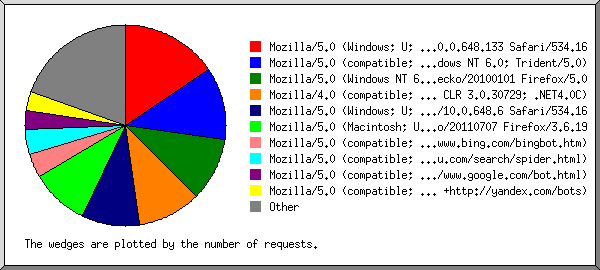 Mozilla/5.0 (Windows; U; ...0.0.648.133 Safari/534.16
Mozilla/5.0 (compatible; ...dows NT 6.0; Trident/5.0)
Mozilla/5.0 (Windows NT 6...ecko/20100101 Firefox/5.0
Mozilla/4.0 (compatible; ... CLR 3.0.30729; .NET4.0C)
Mozilla/5.0 (Windows; U; .../10.0.648.6 Safari/534.16
Mozilla/5.0 (Macintosh; U...o/20110707 Firefox/3.6.19
Mozilla/5.0 (compatible; ...www.bing.com/bingbot.htm)
Mozilla/5.0 (compatible; ...u.com/search/spider.html)
Mozilla/5.0 (compatible; .../www.google.com/bot.html)
Mozilla/5.0 (compatible; ... +http://yandex.com/bots)
Other
The wedges are plotted by the number of requests.